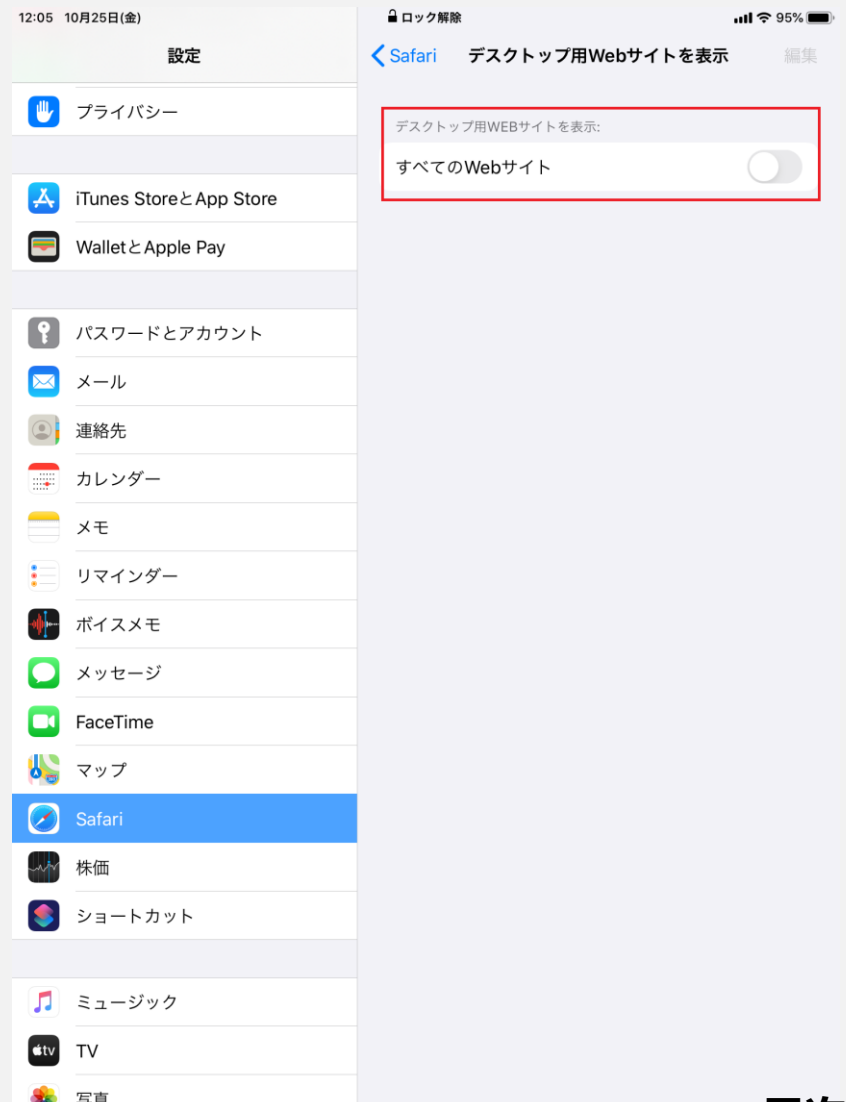 12:05 10月25日(金)
ロック解除
95%
設定
Safari
デスクトップ用Webサイトを表示
編集
プライバシー
iTunes StoreとApp Store
WalletとApple Pay
パスワードとアカウント
メール
連絡先
カレンダー
メモ
リマインダー
ボイスメモ
メッセージ
FaceTime
マップ
Safari
株価
ショートカット
ミュージック
tv
TV
写真
デスクトップ用WEBサイトを表示:
すべてのWebサイト